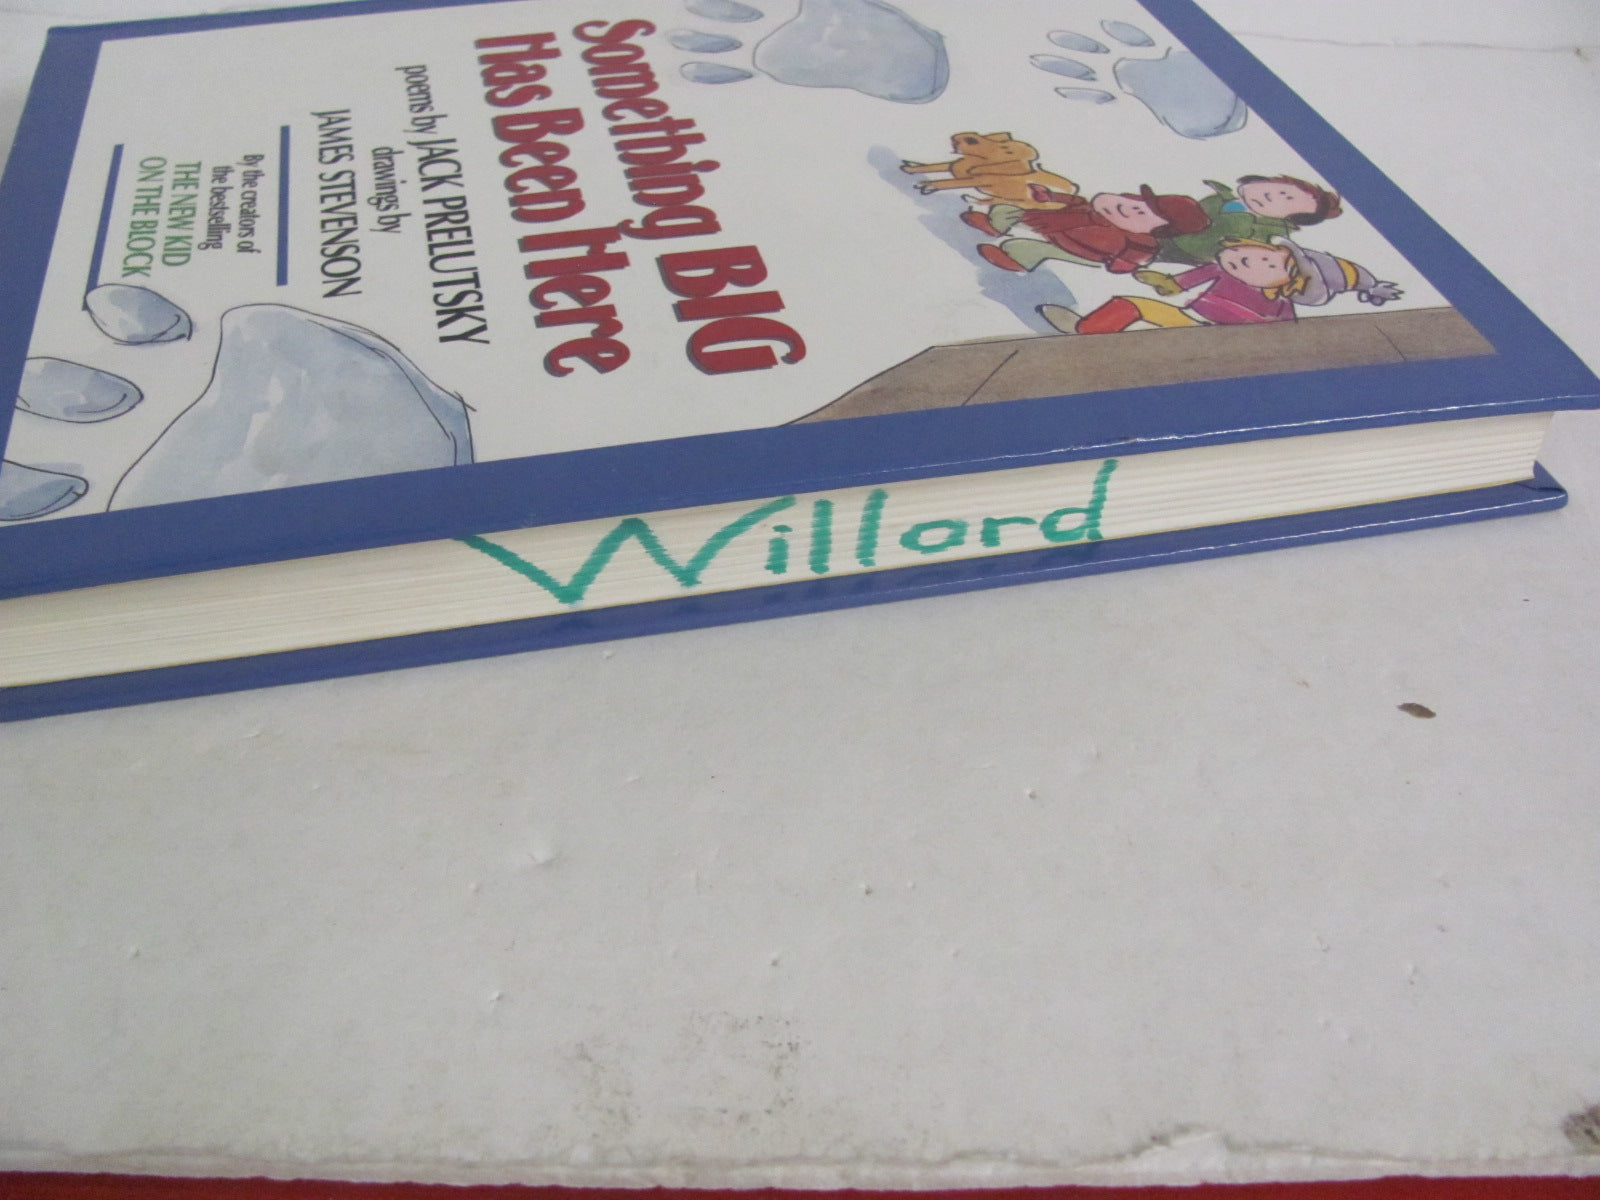 Something BIG
Has Been Here
poems by JACK PRELUTSKY
drawings by
JAMES STEVENSON
By the creators of
the bestselling
THE NEW KID
ON THE BLOCK
Willord